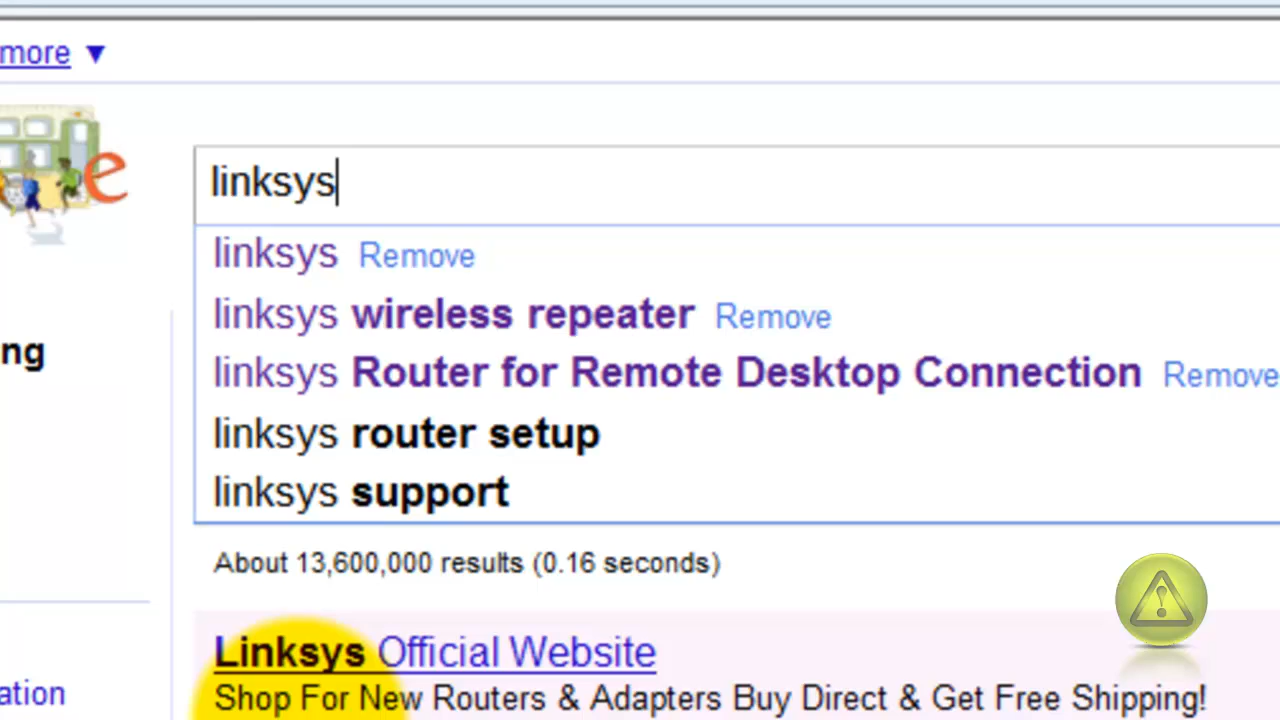 more ▼
e
linksys
linksys Remove
linksys wireless repeater Remove
ng
linksys Router for Remote Desktop Connection Remove
linksys router setup
linksys support
About 13,600,000 results (0.16 seconds)
Linksys Official Website
ation
Shop For New Routers & Adapters Buy Direct & Get Free Shipping!